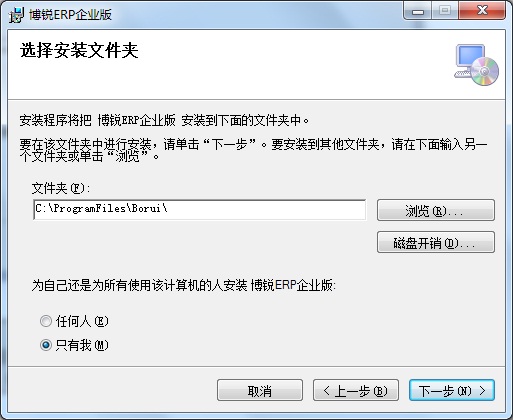 博锐ERP企业版
选择安装文件夹
安装程序将把 博锐ERP企业版 安装到下面的文件夹中。
要在该文件夹中进行安装，请单击“下一步”。要安装到其他文件夹，请在下面输入另一
个文件夹或单击“浏览”。
文件夹(F):
C:\ProgramFiles\Borui\
浏览(R)...
磁盘开销(D)...
为自己还是为所有使用该计算机的人安装 博锐ERP企业版:
任何人(E)
只有我(M)
取消
< 上一步(B)
下一步(N) >